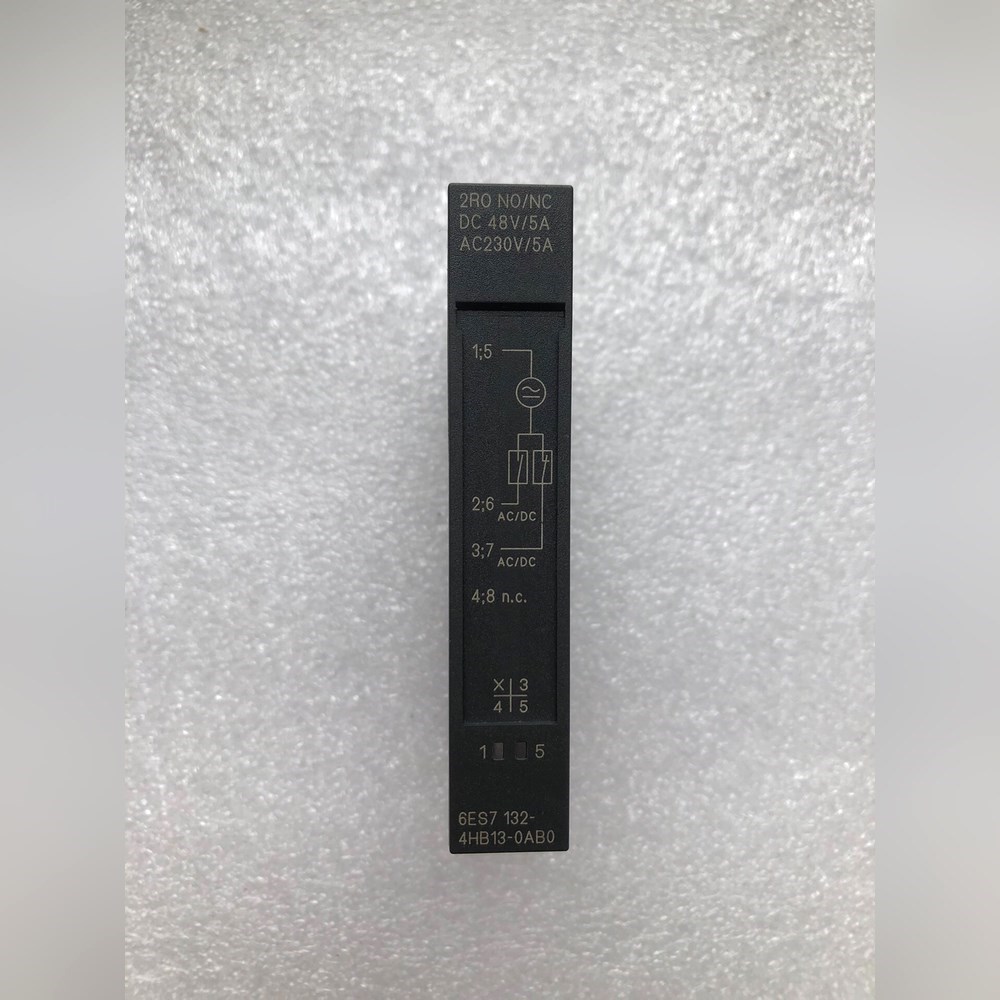 2RO NO/NC
DC 48V/5A
AC230V/5A
1;5
2;6
AC/DC
3;7
AC/DC
4;8 n.c.
X 3
4 5
1 5
6ES7 132-
4HB13-0AB0